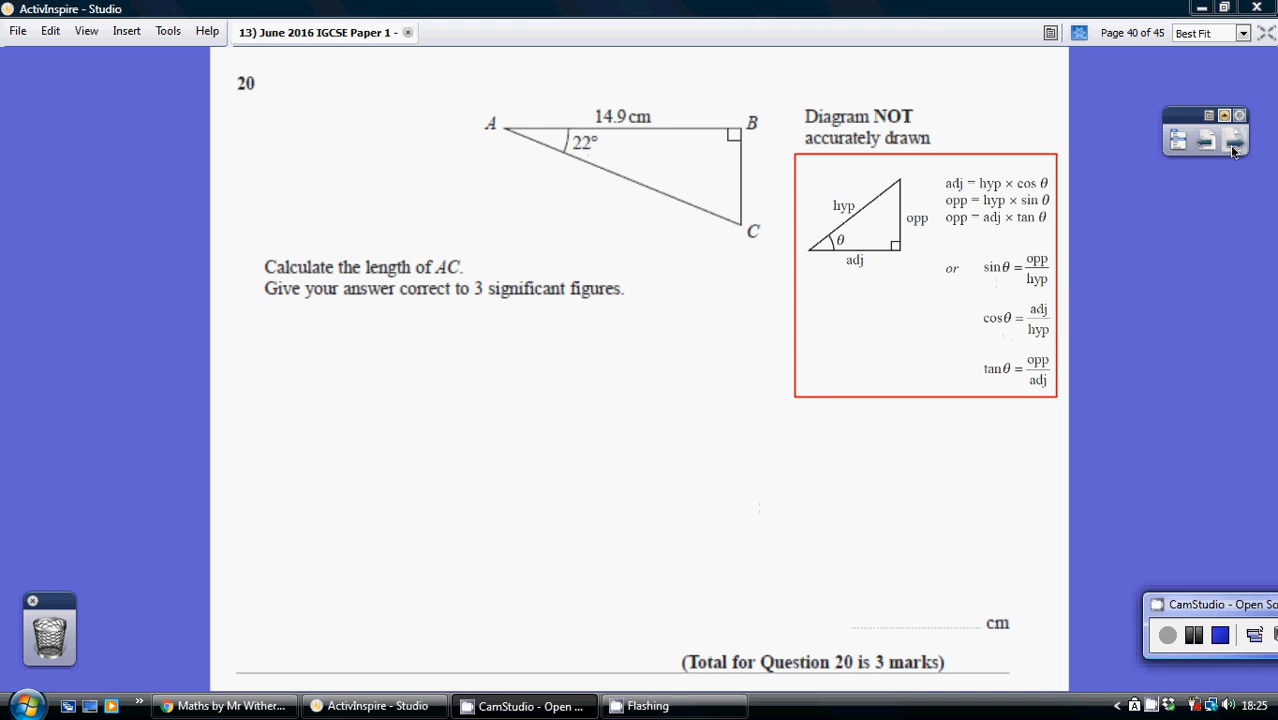 ActivInspire - Studio
File Edit View Insert Tools Help
13) June 2016 IGCSE Paper 1 -
Page 40 of 45
Best Fit
20
14.9 cm
A
B
22°
C
Diagram NOT
accurately drawn
hyp
opp
θ
adj
adj = hyp × cos θ
opp = hyp × sin θ
opp = adj × tan θ
or sinθ = opp/hyp
cosθ = adj/hyp
tanθ = opp/adj
Calculate the length of AC.
Give your answer correct to 3 significant figures.
cm
(Total for Question 20 is 3 marks)
CamStudio - Open So
Maths by Mr Wither...
ActivInspire - Studio
CamStudio - Open ...
Flashing
18:25